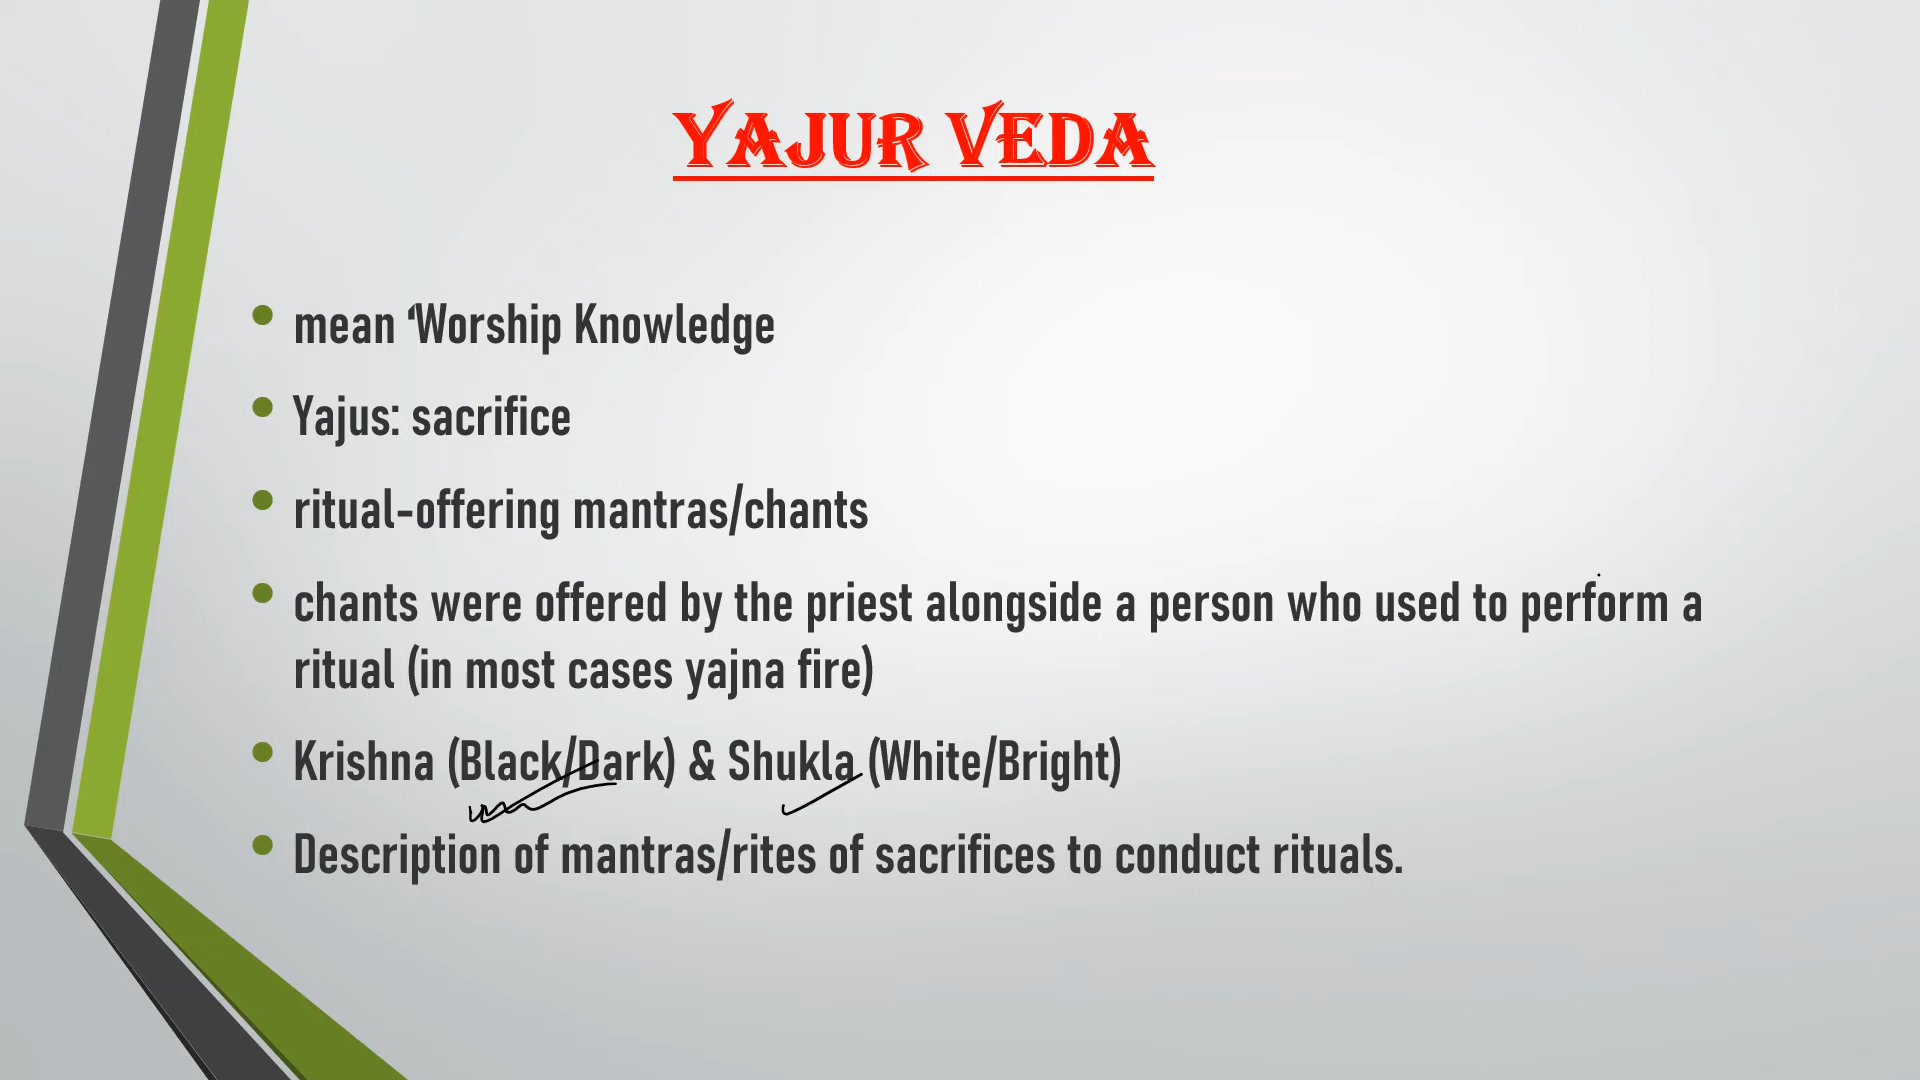 YAJUR VEDA
mean ‘Worship Knowledge
Yajus: sacrifice
ritual-offering mantras/chants
chants were offered by the priest alongside a person who used to perform a
ritual (in most cases yajna fire)
Krishna (Black/Dark) & Shukla (White/Bright)
Description of mantras/rites of sacrifices to conduct rituals.